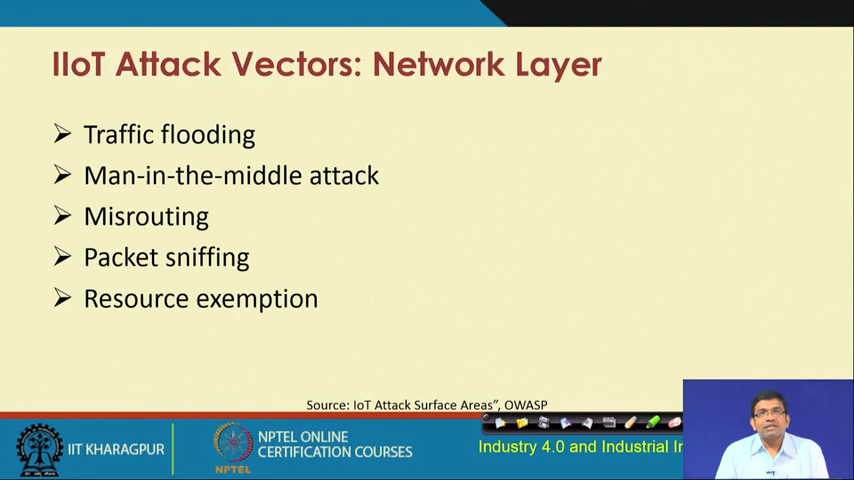 IIoT Attack Vectors: Network Layer
Traffic flooding
Man-in-the-middle attack
Misrouting
Packet sniffing
Resource exemption
Source: IoT Attack Surface Areas", OWASP
IIT KHARAGPUR
NPTEL
NPTEL ONLINE
CERTIFICATION COURSES
Industry 4.0 and Industrial In